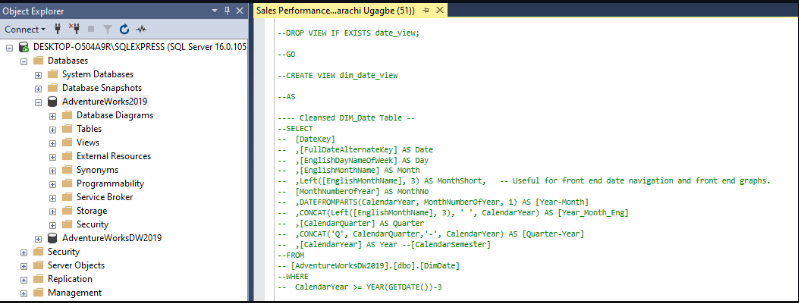 Object Explorer
Connect
DESKTOP-O504A9R\SQLEXPRESS (SQL Server 16.0.105
Databases
System Databases
Database Snapshots
AdventureWorks2019
Database Diagrams
Tables
Views
External Resources
Synonyms
Programmability
Service Broker
Storage
Security
AdventureWorksDW2019
Security
Server Objects
Replication
Management
Sales Performance...arachi Ugagbe (51))
--DROP VIEW IF EXISTS date_view;
--GO
--CREATE VIEW dim_date_view
--AS
---- Cleansed DIM_Date Table --
--SELECT
--  [DateKey]
--  ,[FullDateAlternateKey] AS Date
--  ,[EnglishDayNameOfWeek] AS Day
--  ,[EnglishMonthName] AS Month
--  ,Left([EnglishMonthName], 3) AS MonthShort,   -- Useful for front end date navigation and front end graphs.
--  [MonthNumberOfYear] AS MonthNo
--  ,DATEFROMPARTS(CalendarYear, MonthNumberOfYear, 1) AS [Year-Month]
--  ,CONCAT(Left([EnglishMonthName], 3), ' ', CalendarYear) AS [Year_Month_Eng]
--  ,[CalendarQuarter] AS Quarter
--  ,CONCAT('Q', CalendarQuarter,'-', CalendarYear) AS [Quarter-Year]
--  ,[CalendarYear] AS Year --[CalendarSemester]
--FROM
-- [AdventureWorksDW2019].[dbo].[DimDate]
--WHERE
--  CalendarYear >= YEAR(GETDATE())-3